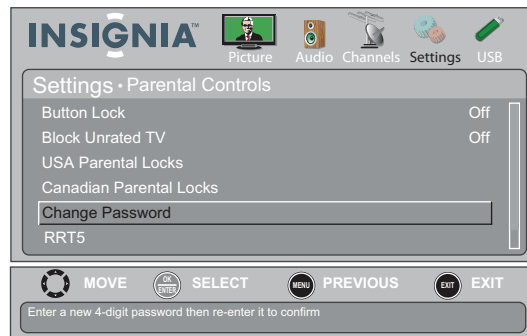 INSIGNIA™
Picture Audio Channels Settings USB
Settings · Parental Controls
Button Lock Off
Block Unrated TV Off
USA Parental Locks
Canadian Parental Locks
Change Password
RRT5
MOVE OK ENTER SELECT MENU PREVIOUS EXIT EXIT
Enter a new 4-digit password then re-enter it to confirm